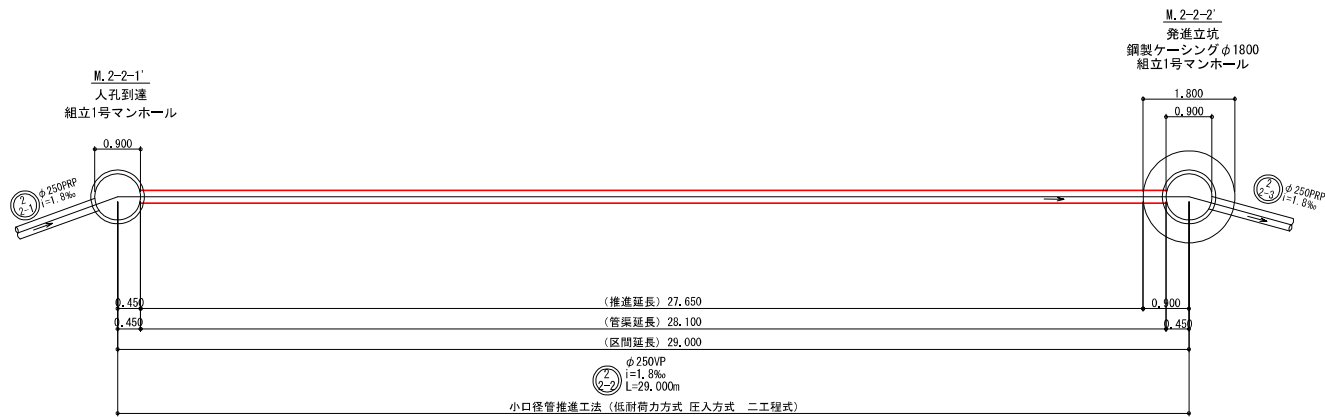 M.2-2-1'
人孔到達
組立1号マンホール
0.900
2
2-1
φ250PRP
i=1.8‰
M.2-2-2'
発進立坑
鋼製ケーシングφ1800
組立1号マンホール
1.800
0.900
2
2-3
φ250PRP
i=1.8‰
0.450
(推進延長) 27.650
0.900
0.450
(管渠延長) 28.100
0.450
(区間延長) 29.000
2
2-2
φ250VP
i=1.8‰
L=29.000m
小口径管推進工法 (低耐荷力方式 圧入方式 二工程式)